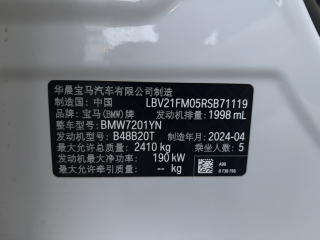 华晨宝马汽车有限公司制造
制造国：中国 LBV21FM05RSB71119
品牌：宝马(BMW)牌 发动机排量：1998 mL
整车型号：BMW7201YN
发动机型号：B48B20T 制造年月：2024-04
最大允许总质量：2410 kg 乘坐人数：5
发动机最大净功率：190 kW
最大允许牵引质量：-- kg